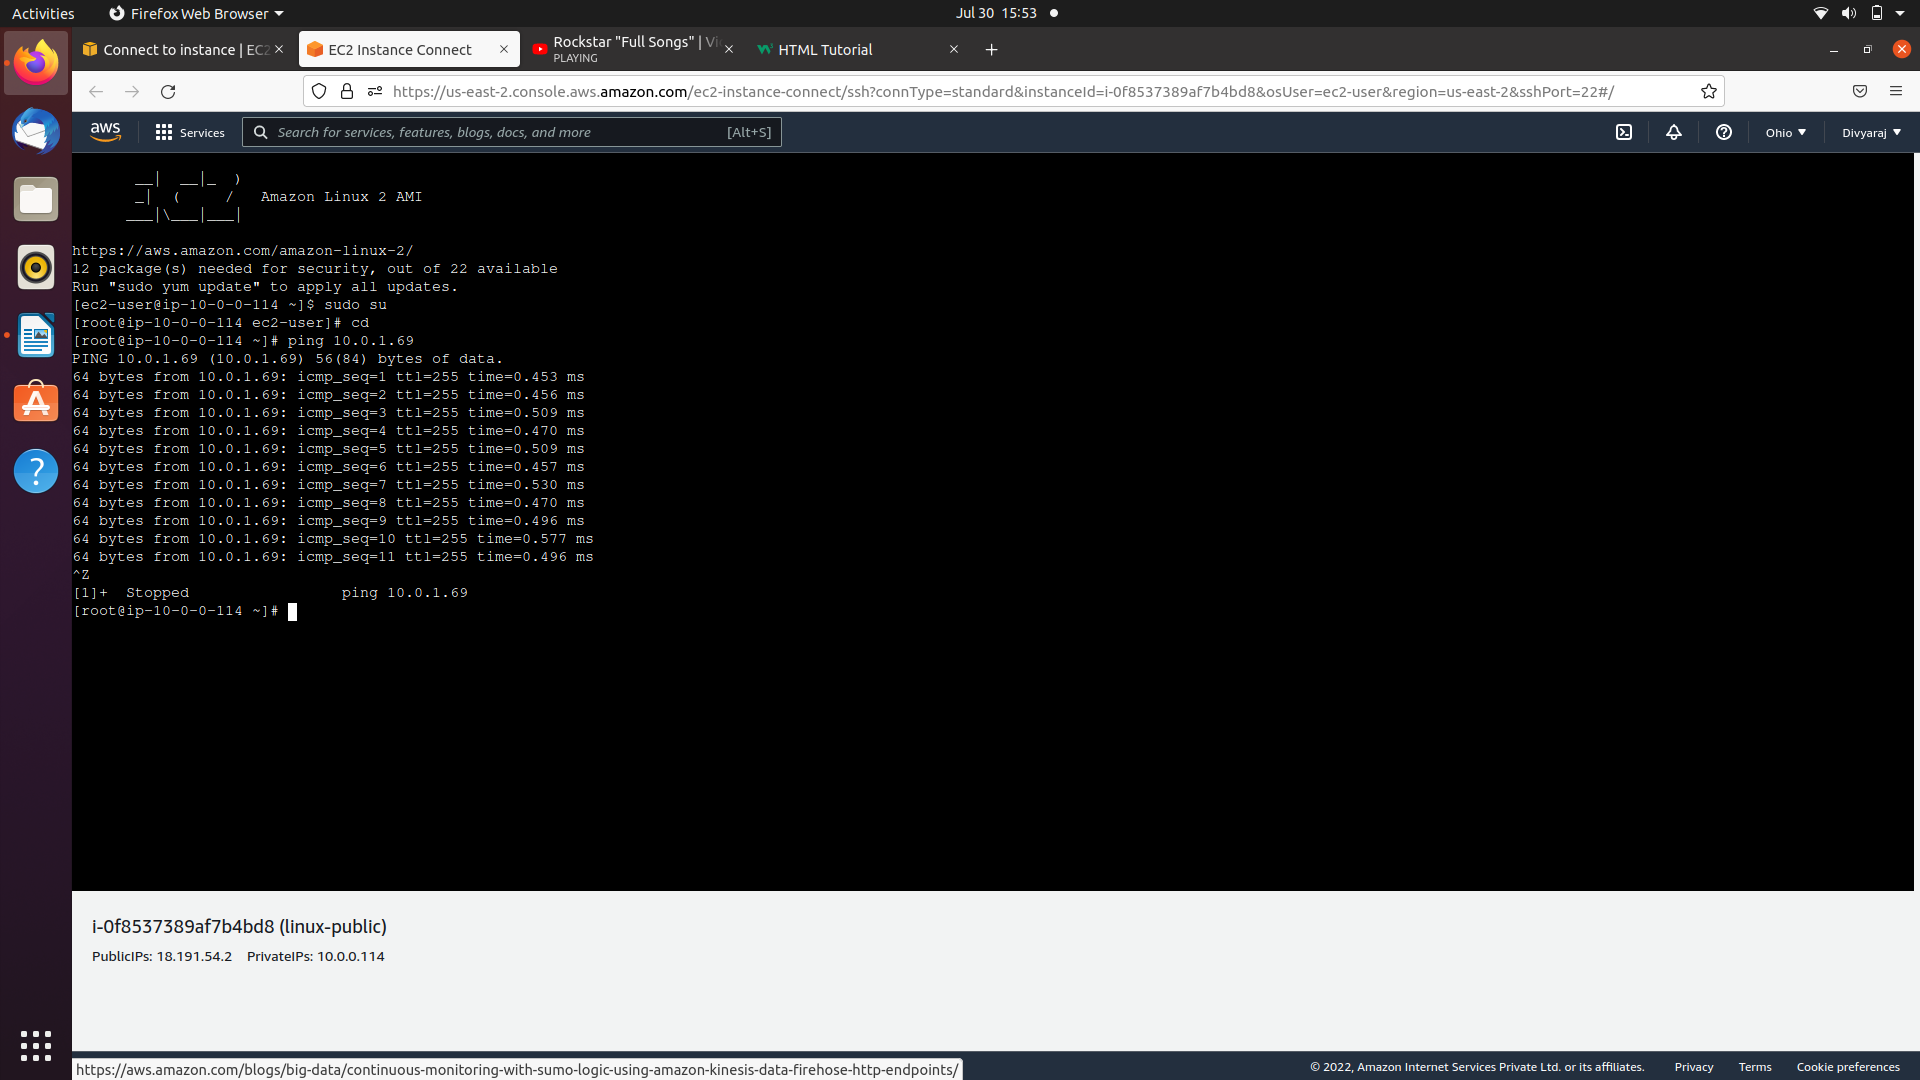 Activities
Firefox Web Browser
Jul 30 15:53
Connect to instance | EC2
EC2 Instance Connect
Rockstar "Full Songs" | Vi
PLAYING
HTML Tutorial
https://us-east-2.console.aws.amazon.com/ec2-instance-connect/ssh?connType=standard&instanceId=i-0f8537389af7b4bd8&osUser=ec2-user&region=us-east-2&sshPort=22#/
aws
Services
Search for services, features, blogs, docs, and more
[Alt+S]
Ohio
Divyaraj
       __|  __|_  )
       _|  (     /   Amazon Linux 2 AMI
      ___|\___|___|
https://aws.amazon.com/amazon-linux-2/
12 package(s) needed for security, out of 22 available
Run "sudo yum update" to apply all updates.
[ec2-user@ip-10-0-0-114 ~]$ sudo su
[root@ip-10-0-0-114 ec2-user]# cd
[root@ip-10-0-0-114 ~]# ping 10.0.1.69
PING 10.0.1.69 (10.0.1.69) 56(84) bytes of data.
64 bytes from 10.0.1.69: icmp_seq=1 ttl=255 time=0.453 ms
64 bytes from 10.0.1.69: icmp_seq=2 ttl=255 time=0.456 ms
64 bytes from 10.0.1.69: icmp_seq=3 ttl=255 time=0.509 ms
64 bytes from 10.0.1.69: icmp_seq=4 ttl=255 time=0.470 ms
64 bytes from 10.0.1.69: icmp_seq=5 ttl=255 time=0.509 ms
64 bytes from 10.0.1.69: icmp_seq=6 ttl=255 time=0.457 ms
64 bytes from 10.0.1.69: icmp_seq=7 ttl=255 time=0.530 ms
64 bytes from 10.0.1.69: icmp_seq=8 ttl=255 time=0.470 ms
64 bytes from 10.0.1.69: icmp_seq=9 ttl=255 time=0.496 ms
64 bytes from 10.0.1.69: icmp_seq=10 ttl=255 time=0.577 ms
64 bytes from 10.0.1.69: icmp_seq=11 ttl=255 time=0.496 ms
^Z
[1]+  Stopped                 ping 10.0.1.69
[root@ip-10-0-0-114 ~]#
i-0f8537389af7b4bd8 (linux-public)
PublicIPs: 18.191.54.2 PrivateIPs: 10.0.0.114
https://aws.amazon.com/blogs/big-data/continuous-monitoring-with-sumo-logic-using-amazon-kinesis-data-firehose-http-endpoints/
© 2022, Amazon Internet Services Private Ltd. or its affiliates.
Privacy
Terms
Cookie preferences